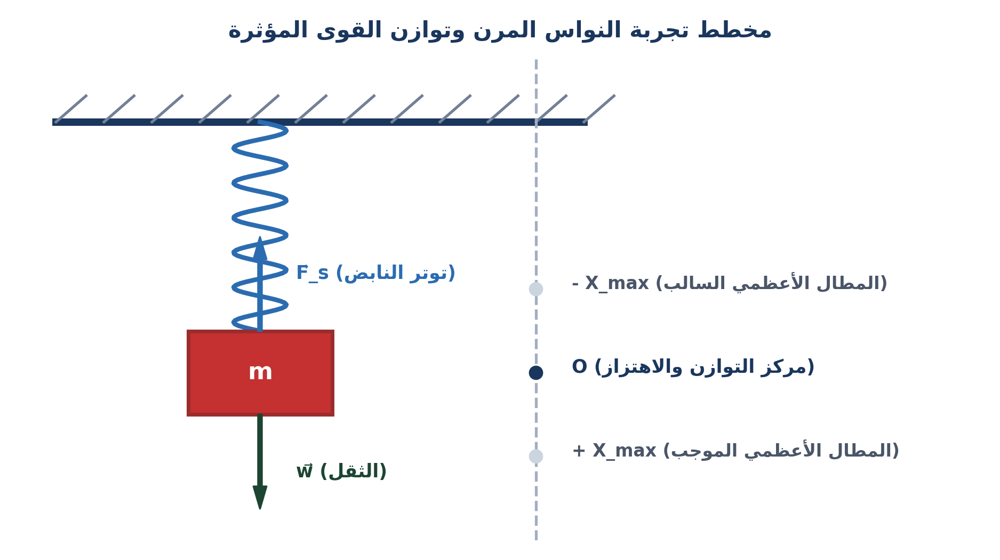 مخطط تجربة النواس المرن وتوازن القوى المؤثرة
F⃗_s (توتر النابض)
- X_max (المطال الأعظمي السالب)
m
O (مركز التوازن والاهتزاز)
+ X_max (المطال الأعظمي الموجب)
w⃗ (الثقل)